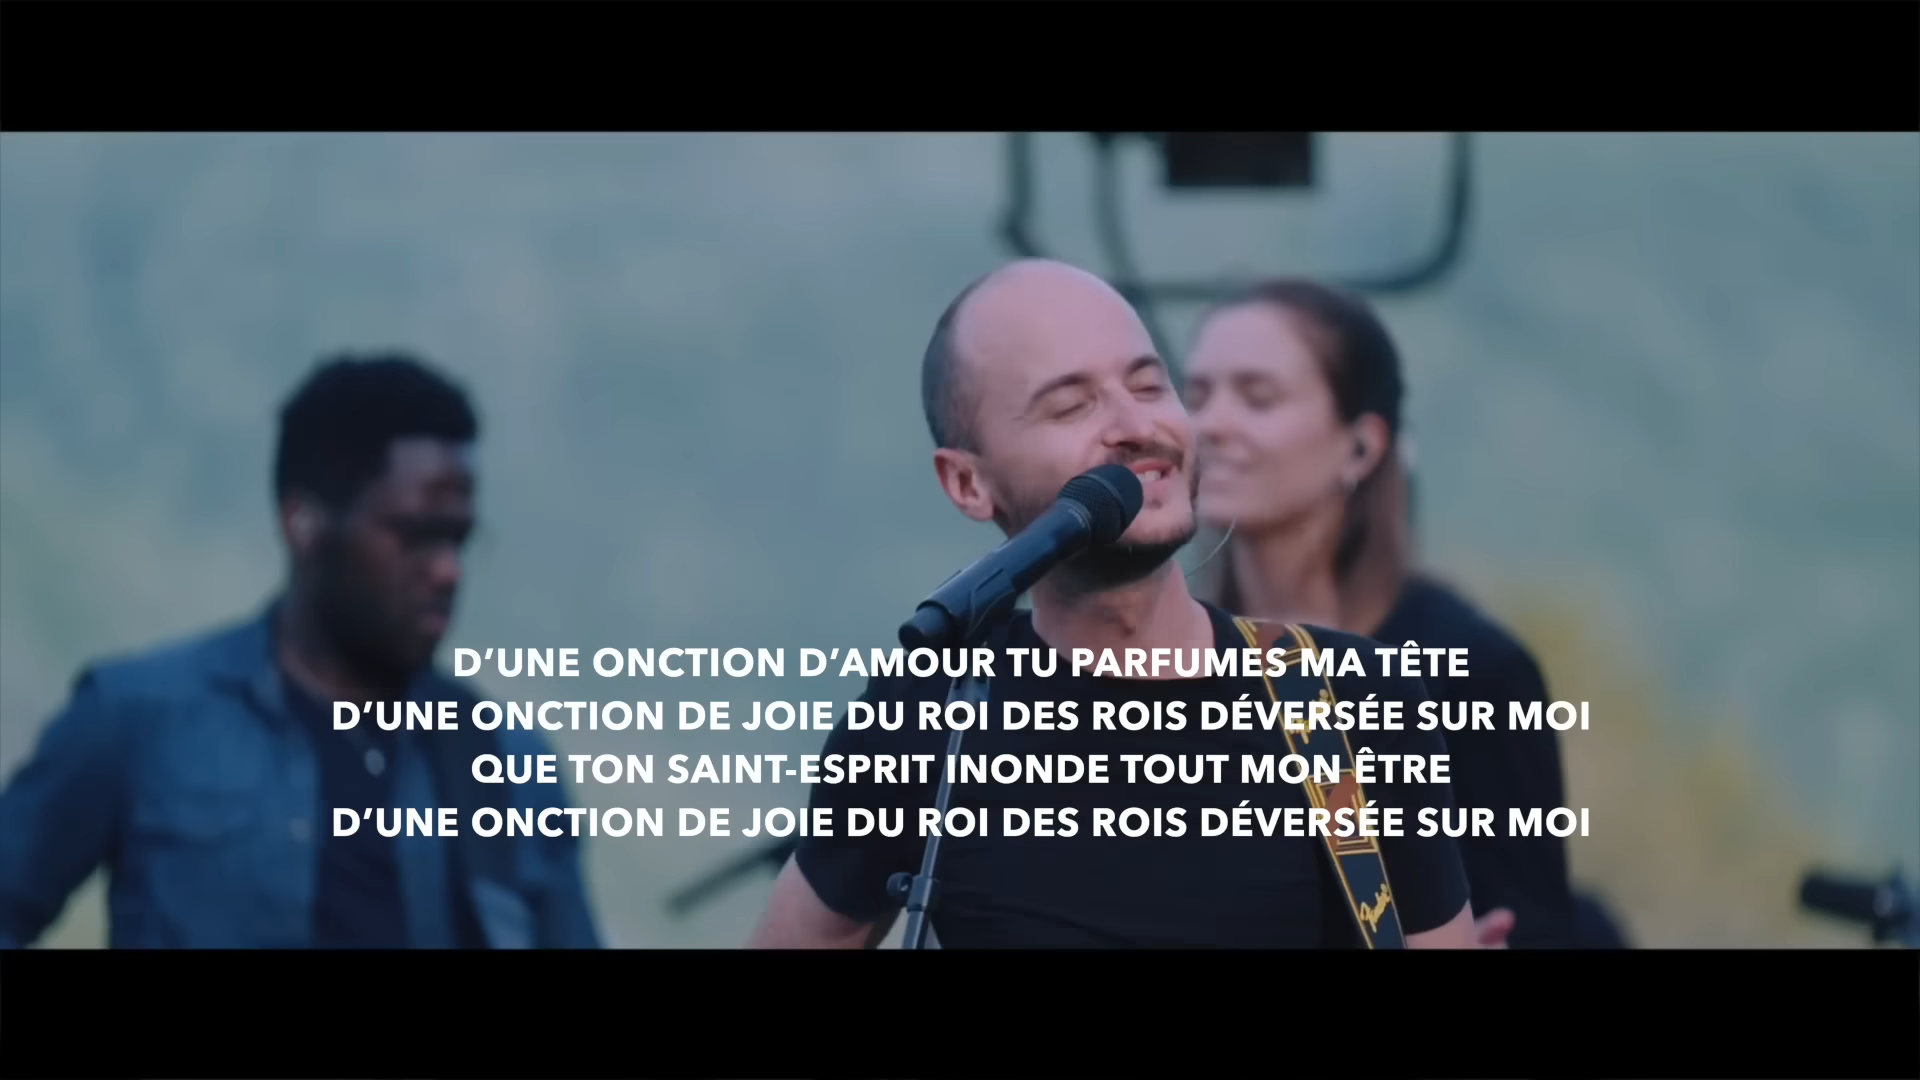 D’UNE ONCTION D’AMOUR TU PARFUMES MA TÊTE
D’UNE ONCTION DE JOIE DU ROI DES ROIS DÉVERSÉE SUR MOI
QUE TON SAINT-ESPRIT INONDE TOUT MON ÊTRE
D’UNE ONCTION DE JOIE DU ROI DES ROIS DÉVERSÉE SUR MOI
Fender